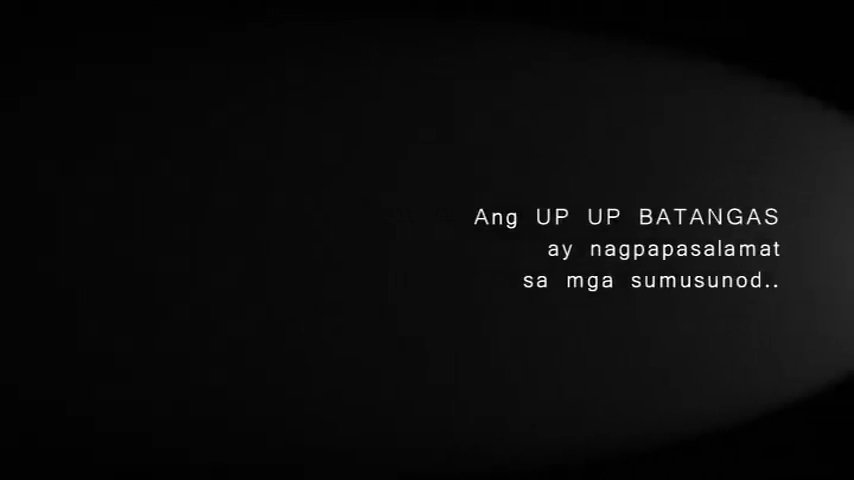 Ang UP UP BATANGAS
ay nagpapasalamat
sa mga sumusunod..